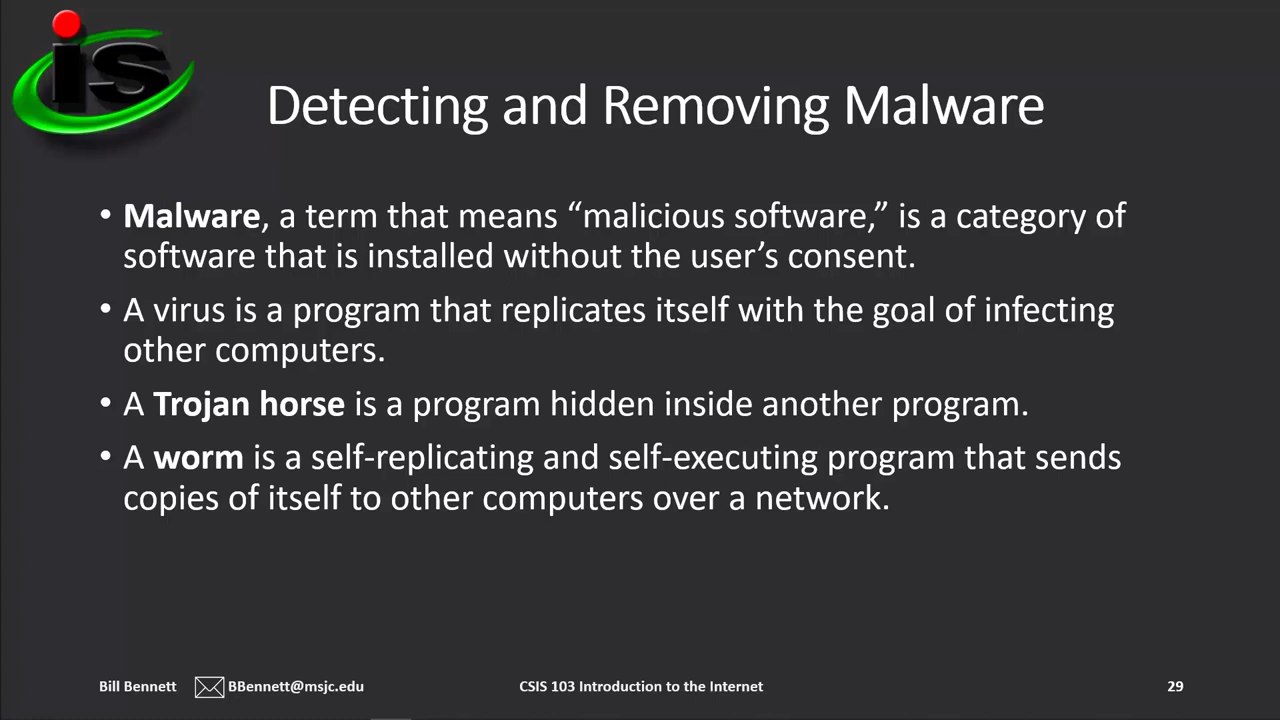 is
Detecting and Removing Malware
• Malware, a term that means “malicious software,” is a category of
software that is installed without the user’s consent.
• A virus is a program that replicates itself with the goal of infecting
other computers.
• A Trojan horse is a program hidden inside another program.
• A worm is a self-replicating and self-executing program that sends
copies of itself to other computers over a network.
Bill Bennett BBennett@msjc.edu CSIS 103 Introduction to the Internet 29